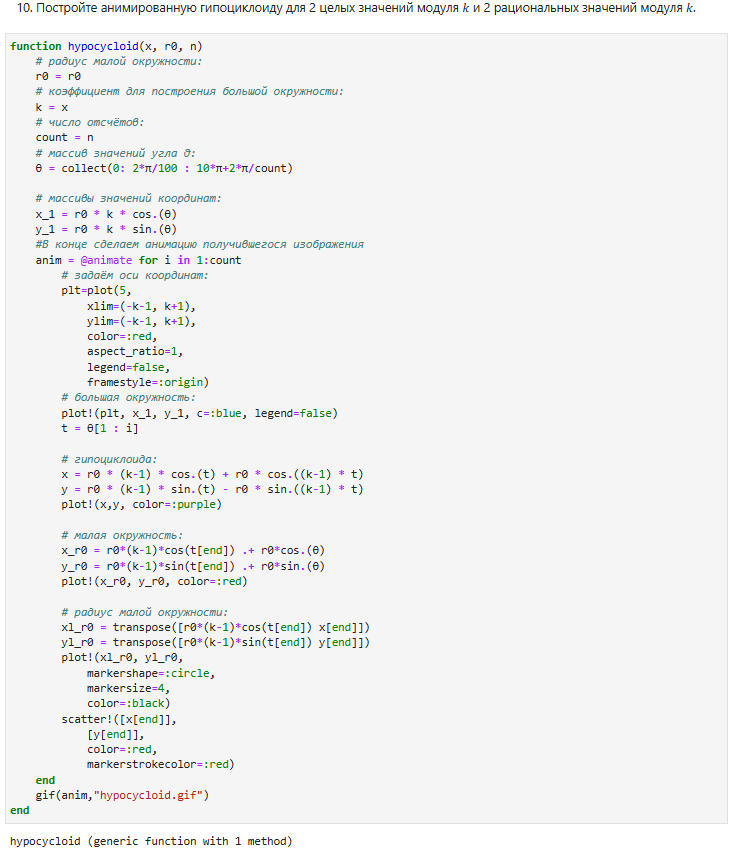 10. Постройте анимированную гипоциклоиду для 2 целых значений модуля k и 2 рациональных значений модуля k.
function hypocycloid(x, r0, n)
    # радиус малой окружности:
    r0 = r0
    # коэффициент для построения большой окружности:
    k = x
    # число отсчётов:
    count = n
    # массив значений угла θ:
    θ = collect(0: 2*π/100 : 10*π+2*π/count)

    # массивы значений координат:
    x_1 = r0 * k * cos.(θ)
    y_1 = r0 * k * sin.(θ)
    #В конце сделаем анимацию получившегося изображения
    anim = @animate for i in 1:count
        # задаём оси координат:
        plt=plot(5,
            xlim=(-k-1, k+1),
            ylim=(-k-1, k+1),
            color=:red,
            aspect_ratio=1,
            legend=false,
            framestyle=:origin)
        # большая окружность:
        plot!(plt, x_1, y_1, c=:blue, legend=false)
        t = θ[1 : i]

        # гипоциклоида:
        x = r0 * (k-1) * cos.(t) + r0 * cos.((k-1) * t)
        y = r0 * (k-1) * sin.(t) - r0 * sin.((k-1) * t)
        plot!(x,y, color=:purple)

        # малая окружность:
        x_r0 = r0*(k-1)*cos(t[end]) .+ r0*cos.(θ)
        y_r0 = r0*(k-1)*sin(t[end]) .+ r0*sin.(θ)
        plot!(x_r0, y_r0, color=:red)

        # радиус малой окружности:
        xl_r0 = transpose([r0*(k-1)*cos(t[end]) x[end]])
        yl_r0 = transpose([r0*(k-1)*sin(t[end]) y[end]])
        plot!(xl_r0, yl_r0,
            markershape=:circle,
            markersize=4,
            color=:black)
        scatter!([x[end]],
            [y[end]],
            color=:red,
            markerstrokecolor=:red)
    end
    gif(anim,"hypocycloid.gif")
end
hypocycloid (generic function with 1 method)